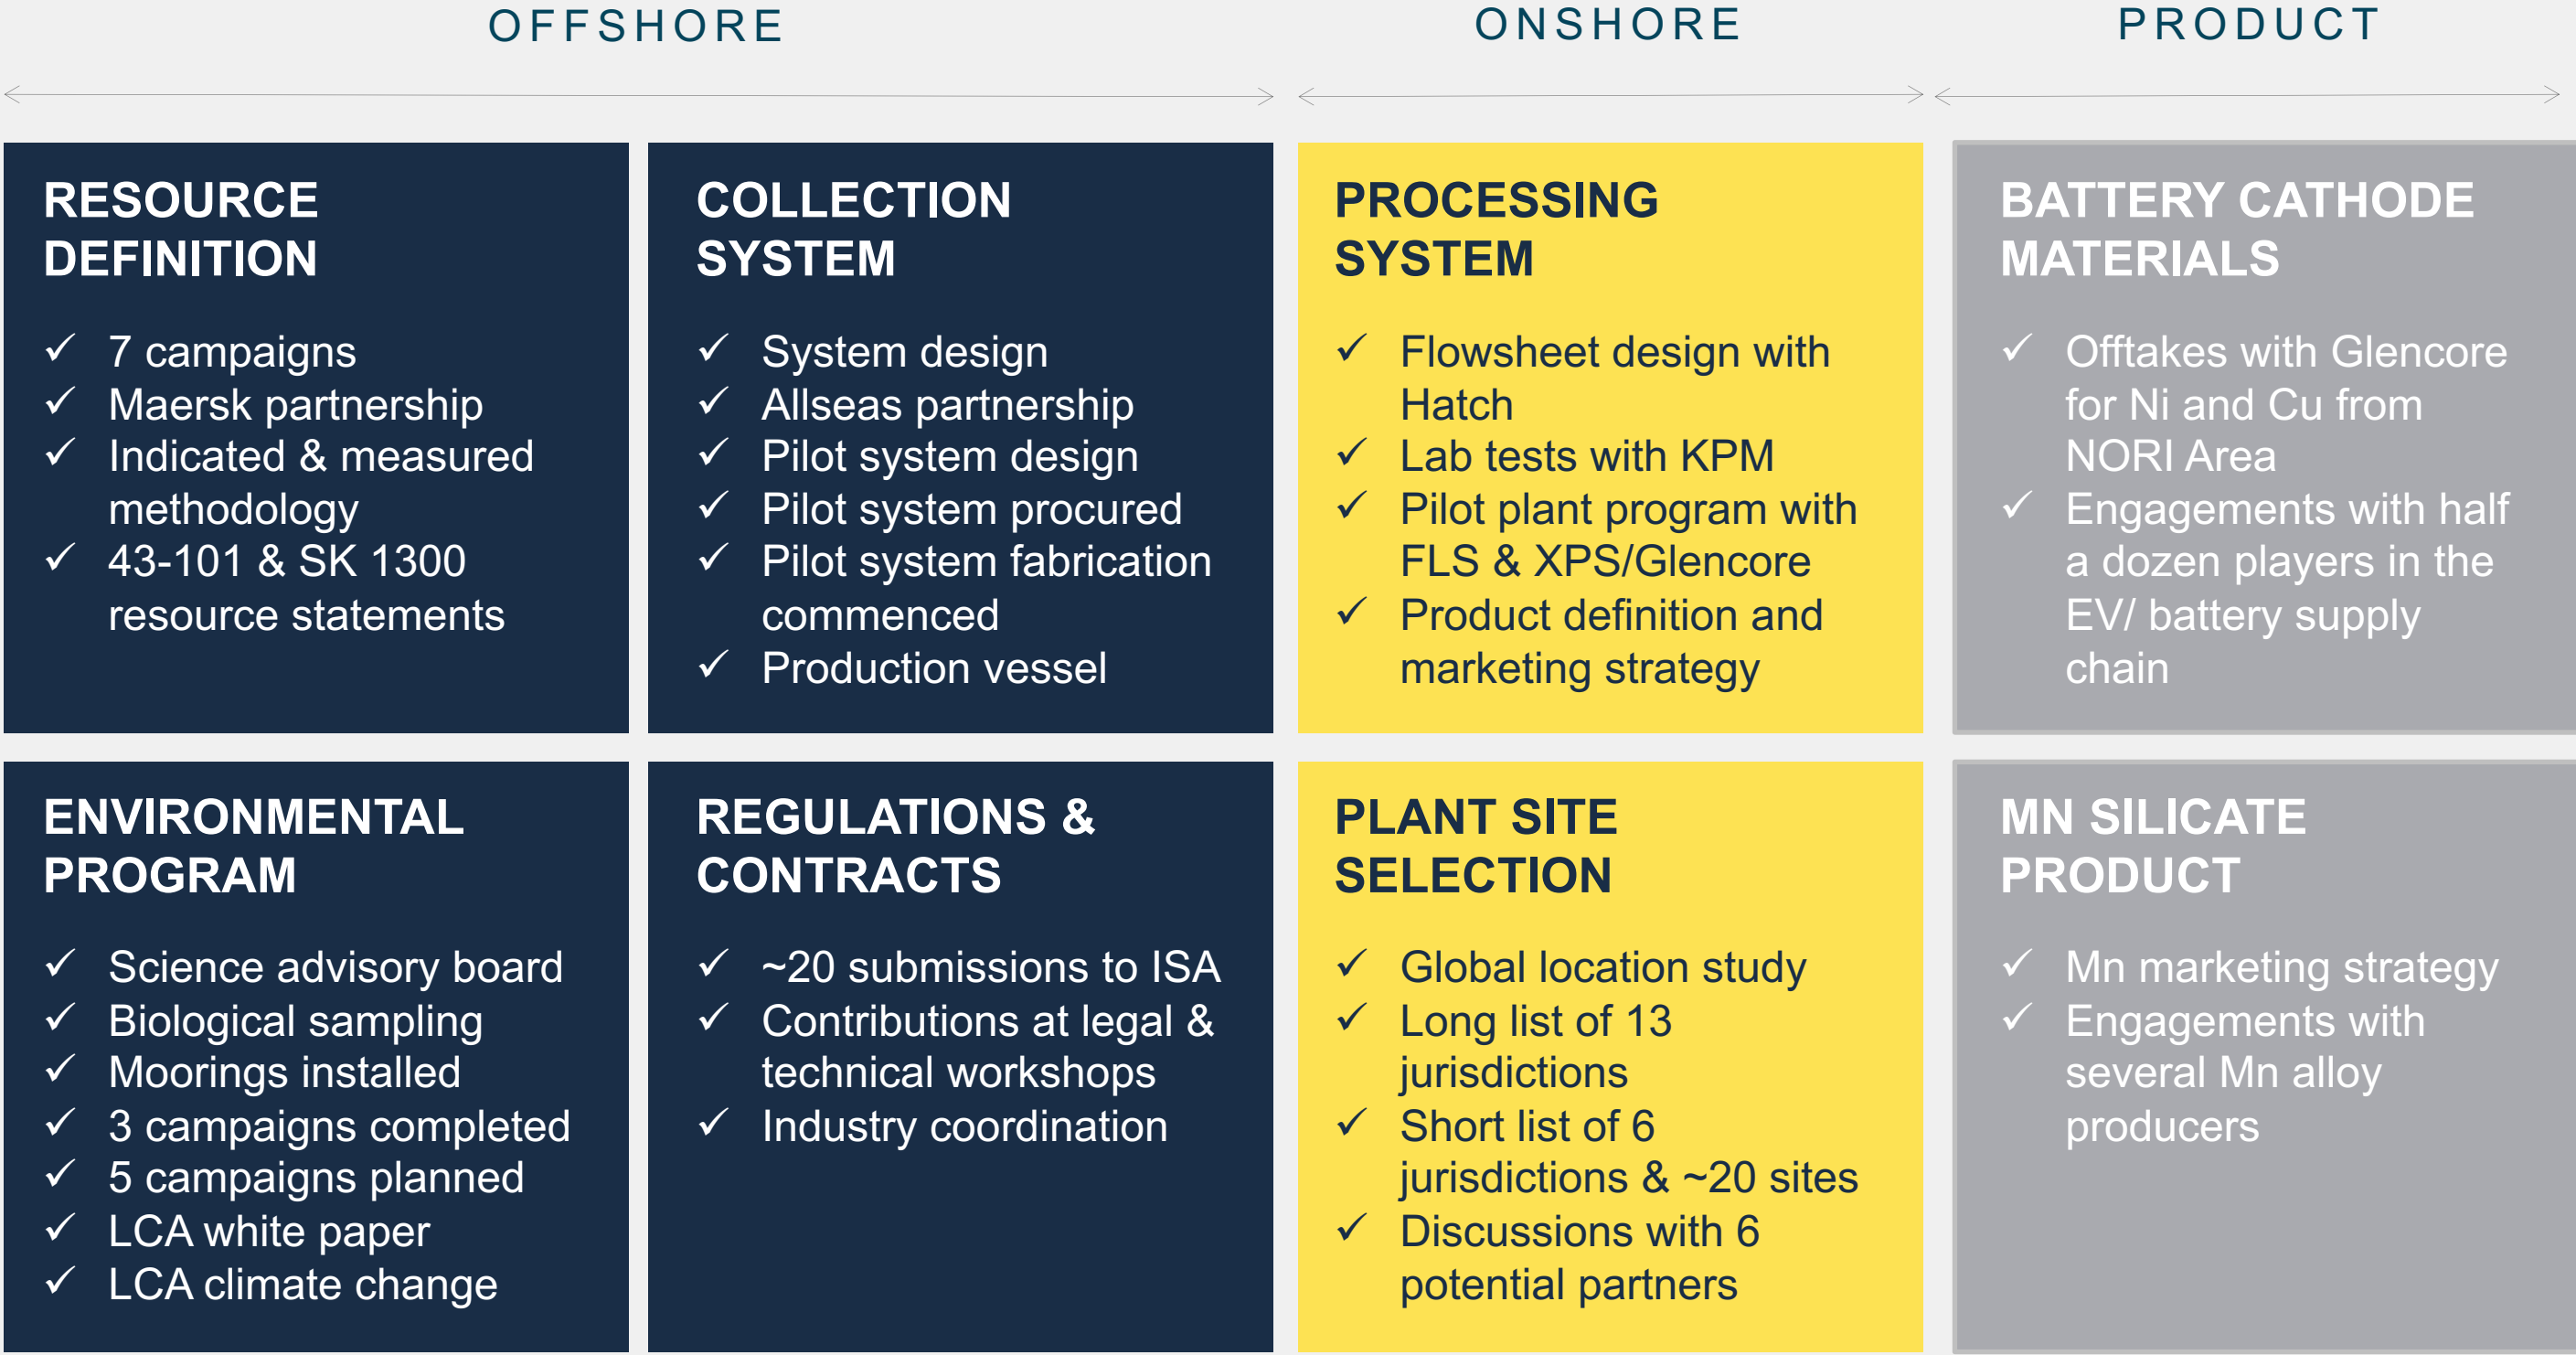 OFFSHORE
ONSHORE
PRODUCT
RESOURCE
DEFINITION
✓ 7 campaigns
✓ Maersk partnership
✓ Indicated & measured
methodology
✓ 43-101 & SK 1300
resource statements
COLLECTION
SYSTEM
✓ System design
✓ Allseas partnership
✓ Pilot system design
✓ Pilot system procured
✓ Pilot system fabrication
commenced
✓ Production vessel
PROCESSING
SYSTEM
✓ Flowsheet design with
Hatch
✓ Lab tests with KPM
✓ Pilot plant program with
FLS & XPS/Glencore
✓ Product definition and
marketing strategy
BATTERY CATHODE
MATERIALS
✓ Offtakes with Glencore
for Ni and Cu from
NORI Area
✓ Engagements with half
a dozen players in the
EV/ battery supply
chain
ENVIRONMENTAL
PROGRAM
✓ Science advisory board
✓ Biological sampling
✓ Moorings installed
✓ 3 campaigns completed
✓ 5 campaigns planned
✓ LCA white paper
✓ LCA climate change
REGULATIONS &
CONTRACTS
✓ ~20 submissions to ISA
✓ Contributions at legal &
technical workshops
✓ Industry coordination
PLANT SITE
SELECTION
✓ Global location study
✓ Long list of 13
jurisdictions
✓ Short list of 6
jurisdictions & ~20 sites
✓ Discussions with 6
potential partners
MN SILICATE
PRODUCT
✓ Mn marketing strategy
✓ Engagements with
several Mn alloy
producers